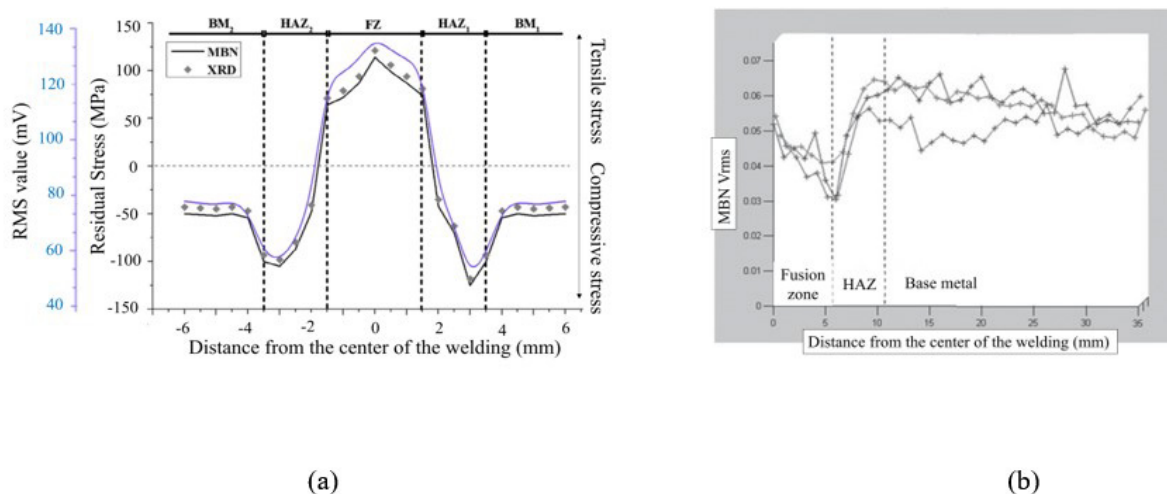 BM2 HAZ2 FZ HAZ1 BM1
MBN
XRD
RMS value (mV)
140
120
100
80
60
40
Residual Stress (MPa)
150
100
50
0
-50
-100
-150
Tensile stress
Compressive stress
-6 -4 -2 0 2 4 6
Distance from the center of the welding (mm)
(a)
MBN Vrms
0.07
0.06
0.05
0.04
0.03
0.02
0.01
0
Fusion zone
HAZ
Base metal
0 5 10 15 20 25 30 35
Distance from the center of the welding (mm)
(b)